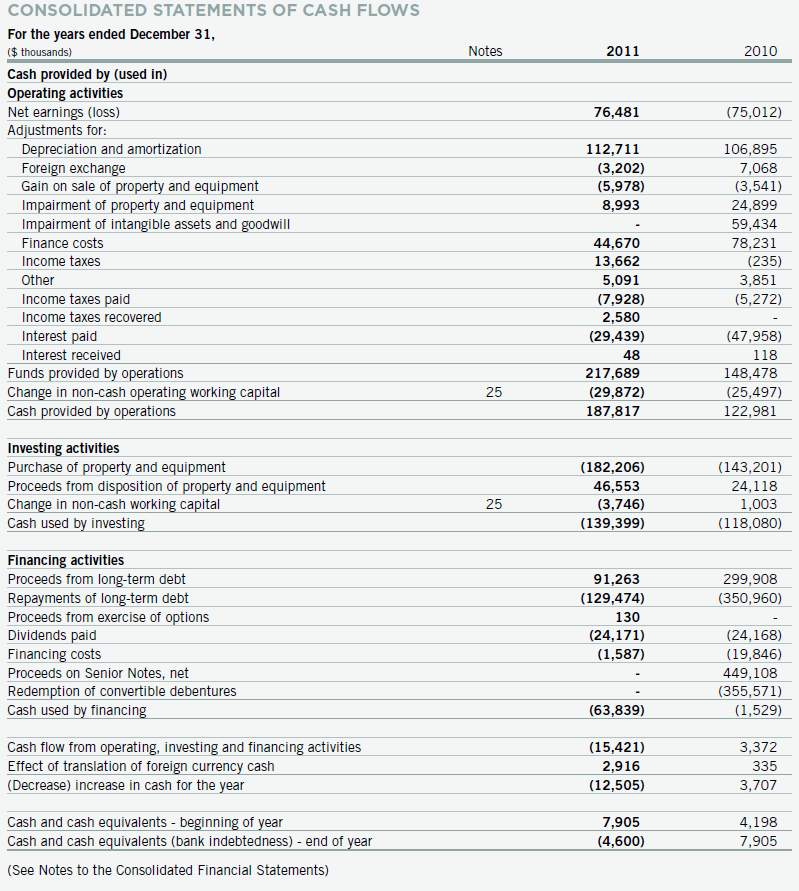 CONSOLIDATED STATEMENTS OF CASH FLOWS
For the years ended December 31,
($ thousands) Notes 2011 2010
Cash provided by (used in)
Operating activities
Net earnings (loss) 76,481 (75,012)
Adjustments for:
Depreciation and amortization 112,711 106,895
Foreign exchange (3,202) 7,068
Gain on sale of property and equipment (5,978) (3,541)
Impairment of property and equipment 8,993 24,899
Impairment of intangible assets and goodwill - 59,434
Finance costs 44,670 78,231
Income taxes 13,662 (235)
Other 5,091 3,851
Income taxes paid (7,928) (5,272)
Income taxes recovered 2,580 -
Interest paid (29,439) (47,958)
Interest received 48 118
Funds provided by operations 217,689 148,478
Change in non-cash operating working capital 25 (29,872) (25,497)
Cash provided by operations 187,817 122,981
Investing activities
Purchase of property and equipment (182,206) (143,201)
Proceeds from disposition of property and equipment 46,553 24,118
Change in non-cash working capital 25 (3,746) 1,003
Cash used by investing (139,399) (118,080)
Financing activities
Proceeds from long-term debt 91,263 299,908
Repayments of long-term debt (129,474) (350,960)
Proceeds from exercise of options 130 -
Dividends paid (24,171) (24,168)
Financing costs (1,587) (19,846)
Proceeds on Senior Notes, net - 449,108
Redemption of convertible debentures - (355,571)
Cash used by financing (63,839) (1,529)
Cash flow from operating, investing and financing activities (15,421) 3,372
Effect of translation of foreign currency cash 2,916 335
(Decrease) increase in cash for the year (12,505) 3,707
Cash and cash equivalents - beginning of year 7,905 4,198
Cash and cash equivalents (bank indebtedness) - end of year (4,600) 7,905
(See Notes to the Consolidated Financial Statements)